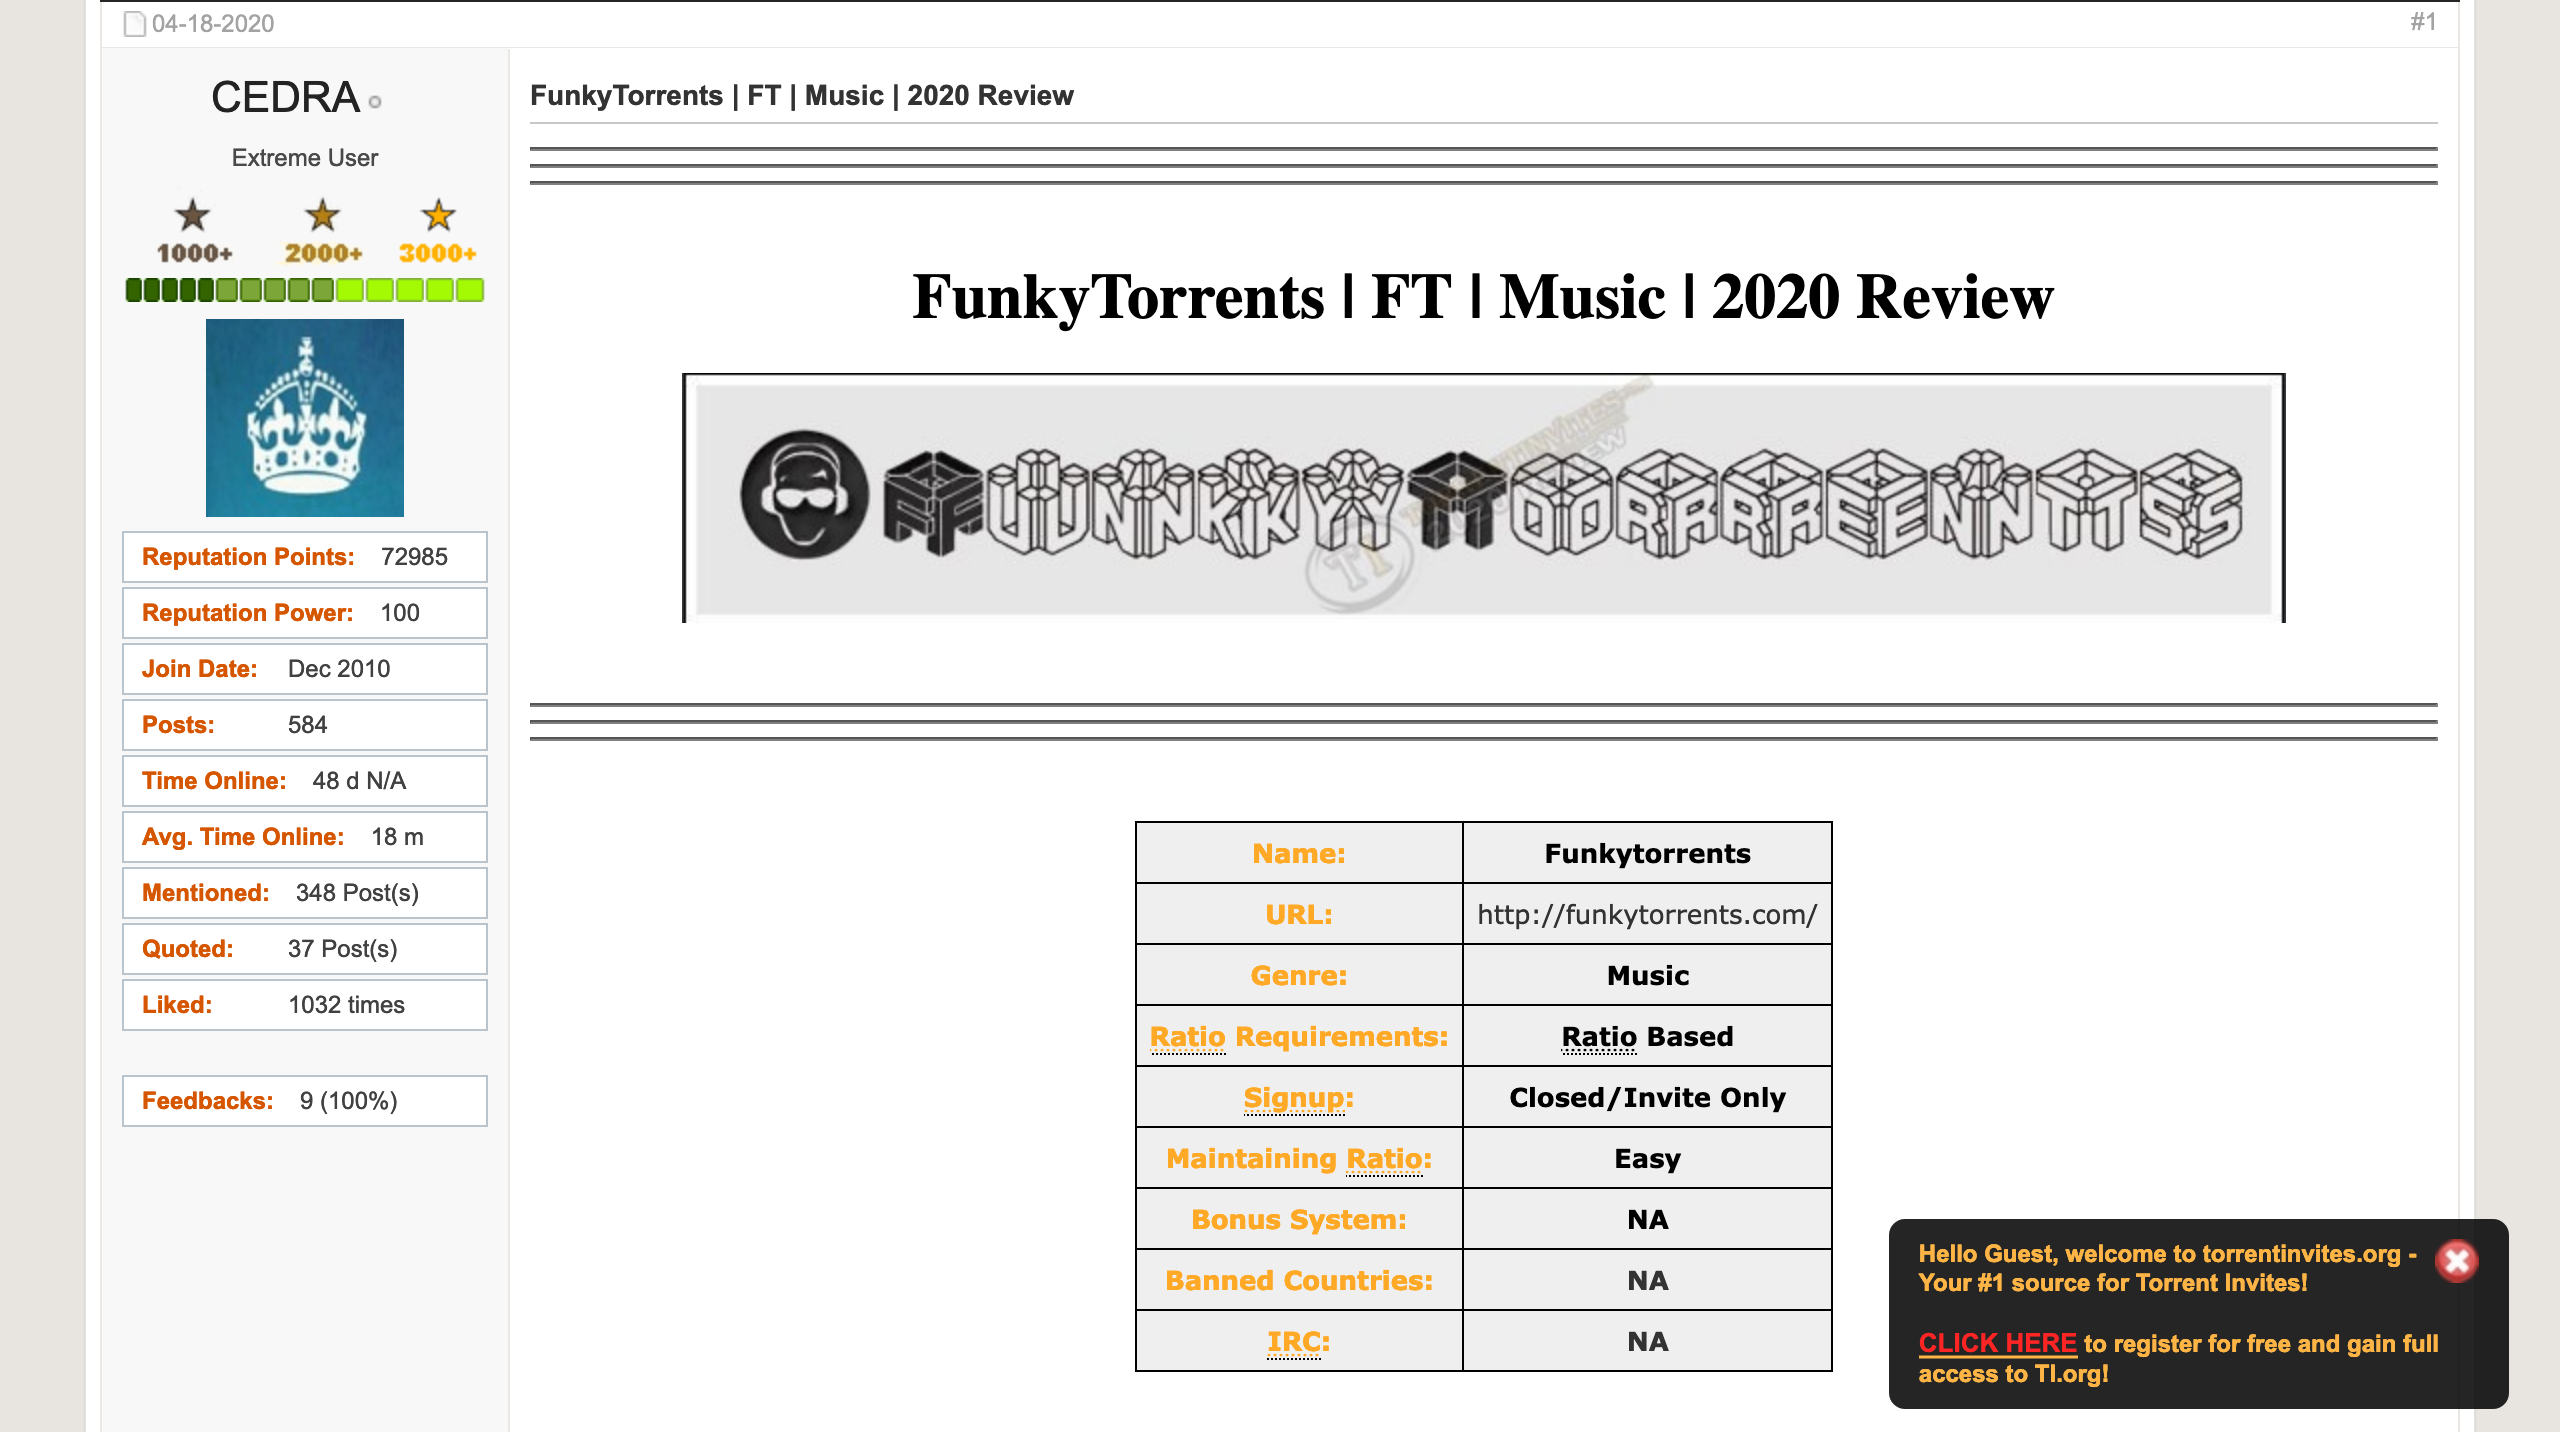 04-18-2020
#1
CEDRA
Extreme User
1000+ 2000+ 3000+
Reputation Points: 72985
Reputation Power: 100
Join Date: Dec 2010
Posts: 584
Time Online: 48 d N/A
Avg. Time Online: 18 m
Mentioned: 348 Post(s)
Quoted: 37 Post(s)
Liked: 1032 times
Feedbacks: 9 (100%)
FunkyTorrents | FT | Music | 2020 Review
FunkyTorrents | FT | Music | 2020 Review
FUNKYTORRENTS
TI
Name: Funkytorrents
URL: http://funkytorrents.com/
Genre: Music
Ratio Requirements: Ratio Based
Signup: Closed/Invite Only
Maintaining Ratio: Easy
Bonus System: NA
Banned Countries: NA
IRC: NA
Hello Guest, welcome to torrentinvites.org -
Your #1 source for Torrent Invites!
CLICK HERE to register for free and gain full
access to TI.org!